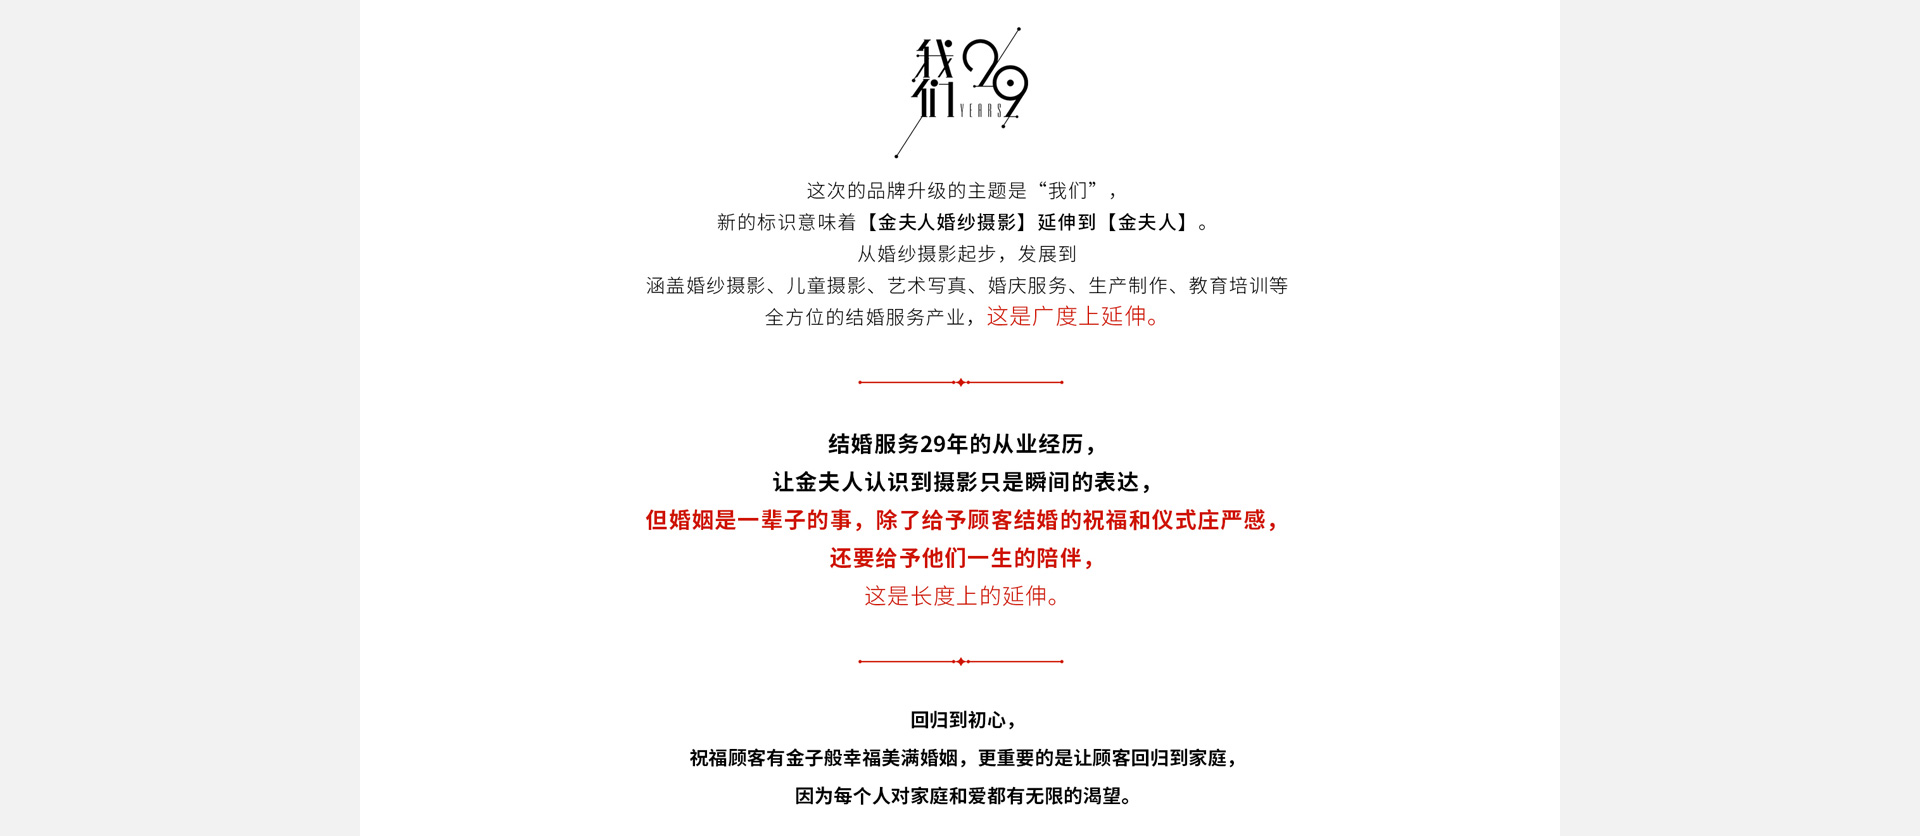 我们 29
YEARS
这次的品牌升级的主题是“我们”，
新的标识意味着【金夫人婚纱摄影】延伸到【金夫人】。
从婚纱摄影起步，发展到
涵盖婚纱摄影、儿童摄影、艺术写真、婚庆服务、生产制作、教育培训等
全方位的结婚服务产业，这是广度上延伸。
结婚服务29年的从业经历，
让金夫人认识到摄影只是瞬间的表达，
但婚姻是一辈子的事，除了给予顾客结婚的祝福和仪式庄严感，
还要给予他们一生的陪伴，
这是长度上的延伸。
回归到初心，
祝福顾客有金子般幸福美满婚姻，更重要的是让顾客回归到家庭，
因为每个人对家庭和爱都有无限的渴望。